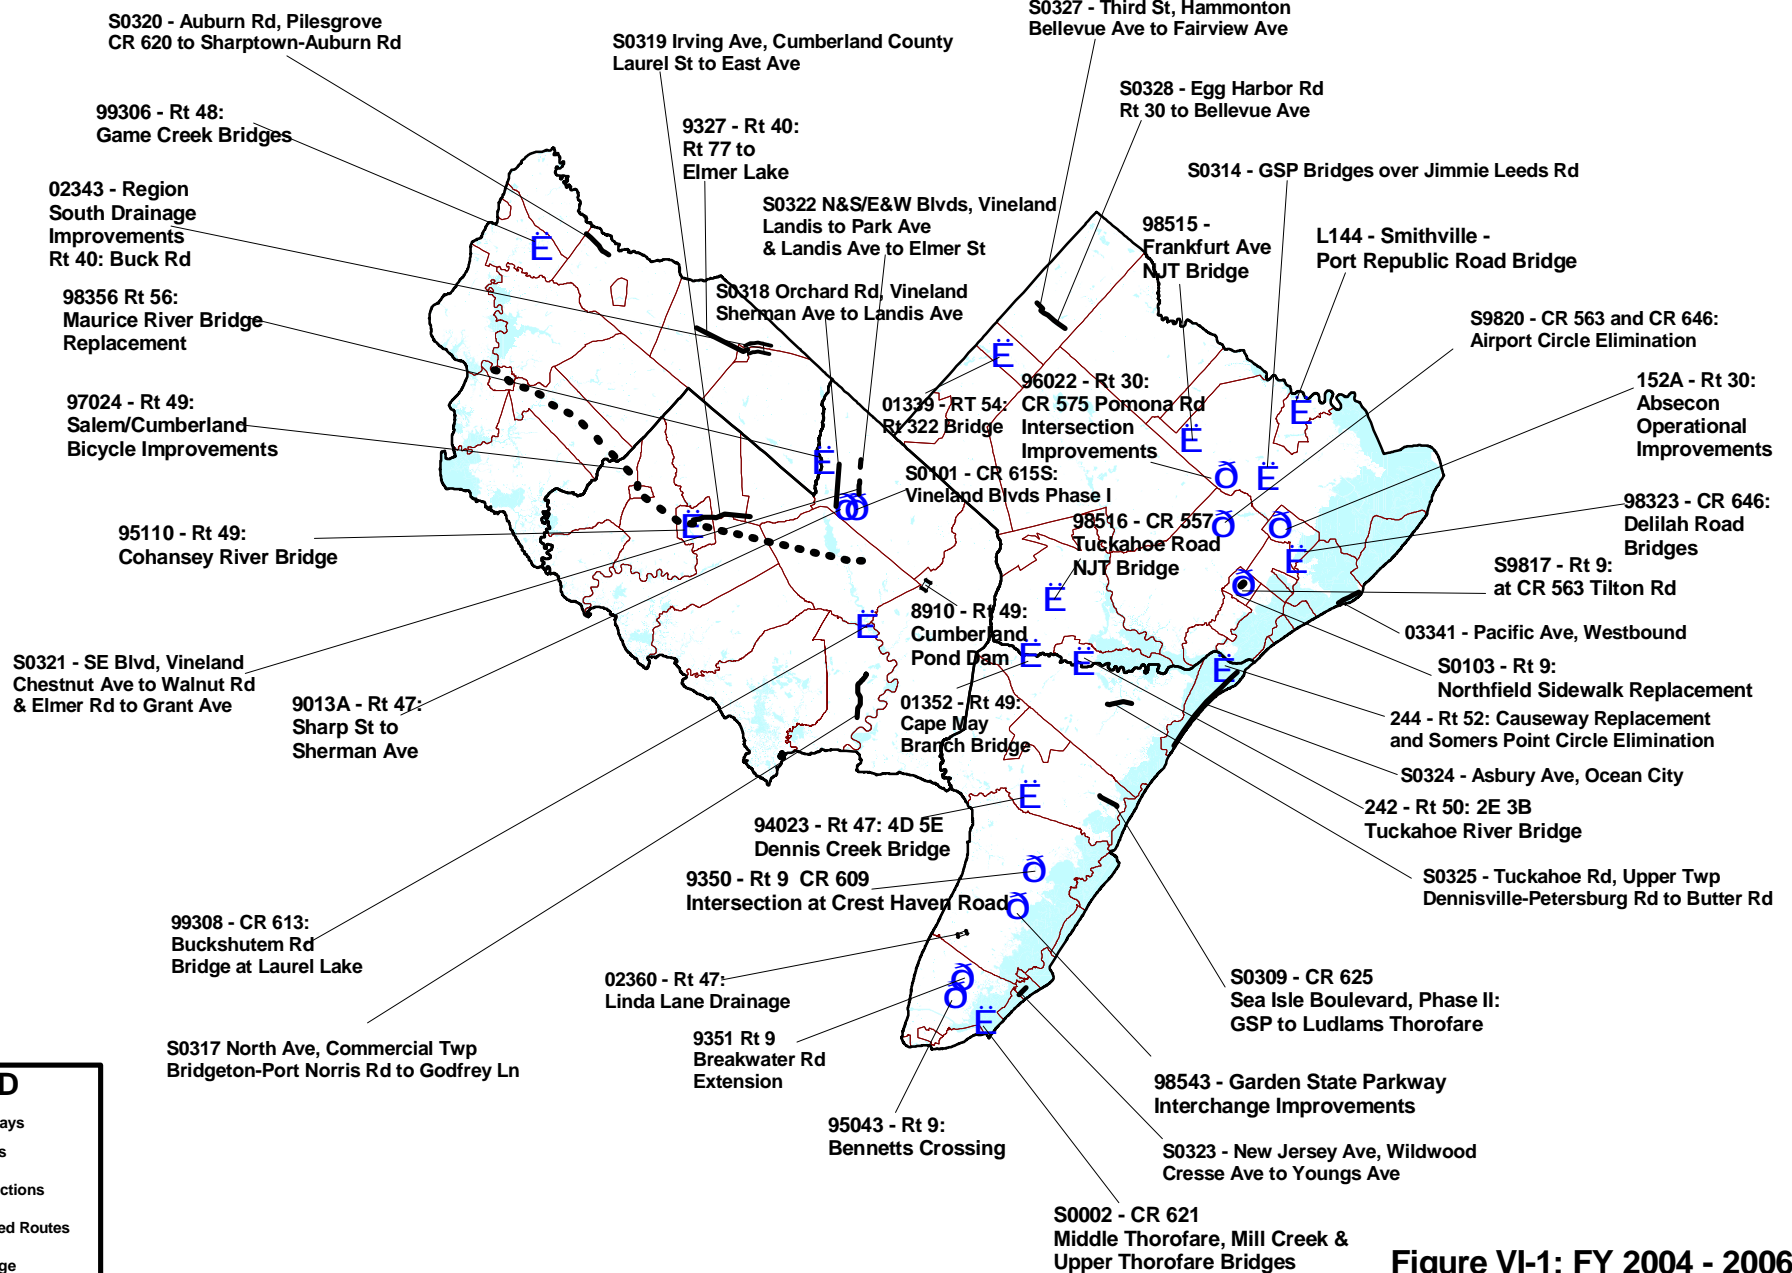 S0320 - Auburn Rd, Pilesgrove
CR 620 to Sharptown-Auburn Rd
S0327 - Third St, Hammonton
Bellevue Ave to Fairview Ave
S0319 Irving Ave, Cumberland County
Laurel St to East Ave
S0328 - Egg Harbor Rd
Rt 30 to Bellevue Ave
99306 - Rt 48:
Game Creek Bridges
9327 - Rt 40:
Rt 77 to
Elmer Lake
S0314 - GSP Bridges over Jimmie Leeds Rd
02343 - Region
South Drainage
Improvements
Rt 40: Buck Rd
S0322 N&S/E&W Blvds, Vineland
Landis to Park Ave
& Landis Ave to Elmer St
98515 -
Frankfurt Ave
NJT Bridge
L144 - Smithville -
Port Republic Road Bridge
98356 Rt 56:
Maurice River Bridge
Replacement
S0318 Orchard Rd, Vineland
Sherman Ave to Landis Ave
S9820 - CR 563 and CR 646:
Airport Circle Elimination
97024 - Rt 49:
Salem/Cumberland
Bicycle Improvements
01339 - RT 54:
Rt 322 Bridge
96022 - Rt 30:
CR 575 Pomona Rd
Intersection
Improvements
152A - Rt 30:
Absecon
Operational
Improvements
S0101 - CR 615S:
Vineland Blvds Phase I
95110 - Rt 49:
Cohansey River Bridge
98516 - CR 557
Tuckahoe Road
NJT Bridge
98323 - CR 646:
Delilah Road
Bridges
S9817 - Rt 9:
at CR 563 Tilton Rd
8910 - Rt 49:
Cumberland
Pond Dam
03341 - Pacific Ave, Westbound
S0321 - SE Blvd, Vineland
Chestnut Ave to Walnut Rd
& Elmer Rd to Grant Ave
S0103 - Rt 9:
Northfield Sidewalk Replacement
9013A - Rt 47:
Sharp St to
Sherman Ave
01352 - Rt 49:
Cape May
Branch Bridge
244 - Rt 52: Causeway Replacement
and Somers Point Circle Elimination
S0324 - Asbury Ave, Ocean City
94023 - Rt 47: 4D 5E
Dennis Creek Bridge
242 - Rt 50: 2E 3B
Tuckahoe River Bridge
9350 - Rt 9 CR 609
Intersection at Crest Haven Road
S0325 - Tuckahoe Rd, Upper Twp
Dennisville-Petersburg Rd to Butter Rd
99308 - CR 613:
Buckshutem Rd
Bridge at Laurel Lake
02360 - Rt 47:
Linda Lane Drainage
S0309 - CR 625
Sea Isle Boulevard, Phase II:
GSP to Ludlams Thorofare
S0317 North Ave, Commercial Twp
Bridgeton-Port Norris Rd to Godfrey Ln
9351 Rt 9
Breakwater Rd
Extension
98543 - Garden State Parkway
Interchange Improvements
95043 - Rt 9:
Bennetts Crossing
S0323 - New Jersey Ave, Wildwood
Cresse Ave to Youngs Ave
S0002 - CR 621
Middle Thorofare, Mill Creek &
Upper Thorofare Bridges
D
ays
s
ctions
ed Routes
ge
Figure VI-1: FY 2004 - 2006